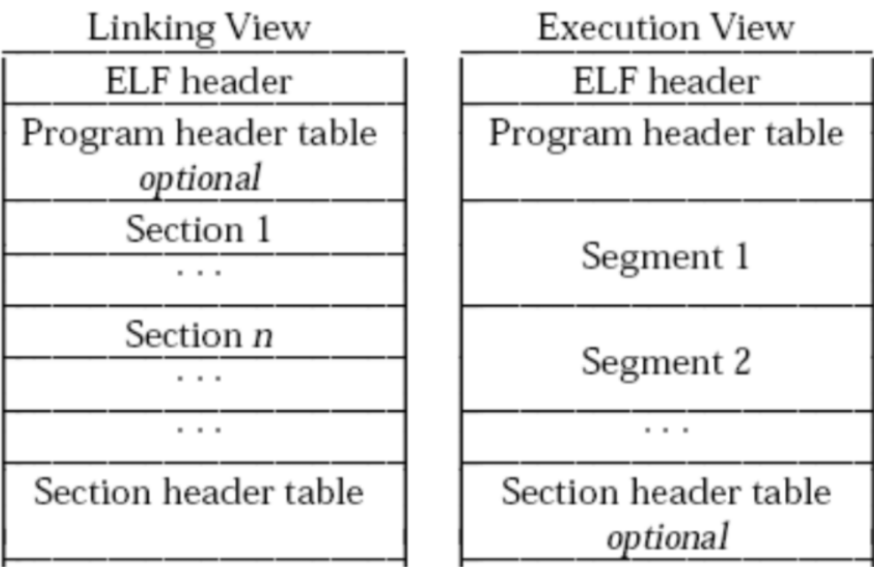 Linking View
ELF header
Program header table
optional
Section 1
. . .
Section n
. . .
. . .
Section header table
Execution View
ELF header
Program header table
Segment 1
Segment 2
. . .
Section header table
optional